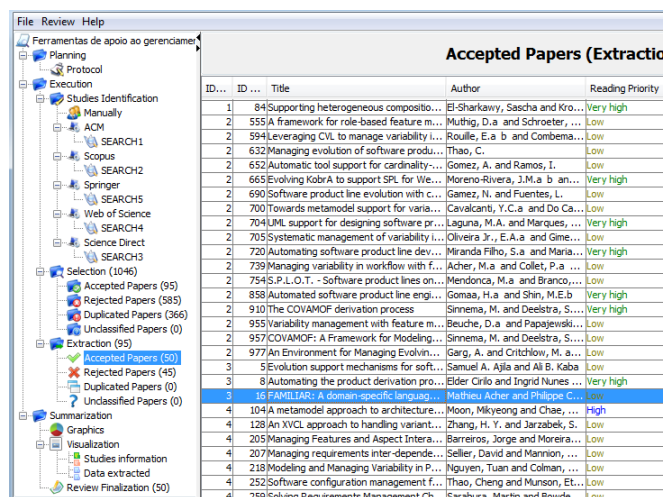 File Review Help
Ferramentas de apoio ao gerenciamer
Planning
Protocol
Execution
Studies Identification
Manually
ACM
SEARCH1
Scopus
SEARCH2
Springer
SEARCH5
Web of Science
SEARCH4
Science Direct
SEARCH3
Selection (1046)
Accepted Papers (95)
Rejected Papers (585)
Duplicated Papers (366)
Unclassified Papers (0)
Extraction (95)
Accepted Papers (50)
Rejected Papers (45)
Duplicated Papers (0)
Unclassified Papers (0)
Summarization
Graphics
Visualization
Studies information
Data extracted
Review Finalization (50)
Accepted Papers (Extractio
ID... ID ... Title Author Reading Priority
1 84 Supporting heterogeneous compositio... El-Sharkawy, Sascha and Kro... Very high
2 555 A framework for role-based feature m... Muthig, D.a and Schroeter, ... Low
2 594 Leveraging CVL to manage variability i... Rouille, E.a b and Combema... Low
2 632 Managing evolution of software produ... Thao, C. Low
2 652 Automatic tool support for cardinality-... Gomez, A. and Ramos, I. Low
2 665 Evolving KobrA to support SPL for We... Moreno-Rivera, J.M.a b an... Very high
2 690 Software product line evolution with c... Gamez, N. and Fuentes, L. Low
2 700 Towards metamodel support for varia... Cavalcanti, Y.C.a and Do Ca... Low
2 704 UML support for designing software pr... Laguna, M.A. and Marques, ... Very high
2 705 Systematic management of variability i... Oliveira Jr., E.A.a and Gime... Low
2 720 Automating software product line dev... Miranda Filho, S.a and Maria... Very high
2 739 Managing variability in workflow with f... Acher, M.a and Collet, P.a ... Low
2 754 S.P.L.O.T. - Software product lines on... Mendonca, M.a and Branco,... Low
2 858 Automated software product line engi... Gomaa, H.a and Shin, M.E.b Very high
2 910 The COVAMOF derivation process Sinnema, M. and Deelstra, S.... Very high
2 955 Variability management with feature m... Beuche, D.a and Papajewski... Low
2 957 COVAMOF: A Framework for Modeling... Sinnema, M. and Deelstra, S.... Low
2 977 An Environment for Managing Evolvin... Garg, A. and Critchlow, M. a... Low
3 5 Evolution support mechanisms for soft... Samuel A. Ajila and Ali B. Kaba Low
3 8 Automating the product derivation pro... Elder Cirilo and Ingrid Nunes ... Very high
3 16 FAMILIAR: A domain-specific languag... Mathieu Acher and Philippe C... Low
4 104 A metamodel approach to architecture... Moon, Mikyeong and Chae, ... High
4 128 An XVCL approach to handling variant... Zhang, H. Y. and Jarzabek, S. Low
4 205 Managing Features and Aspect Intera... Barreiros, Jorge and Moreira... Low
4 207 Managing requirements inter-depende... Sellier, David and Mannion, ... Low
4 218 Modeling and Managing Variability in P... Nguyen, Tuan and Colman, ... Low
4 252 Software configuration management f... Thao, Cheng and Munson, Et... Low
4 259 Solving Requirements Management Ch...